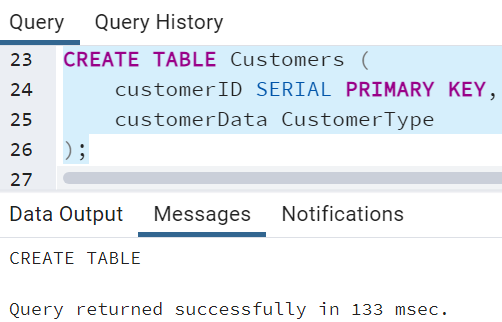 Query Query History
23 CREATE TABLE Customers (
24 customerID SERIAL PRIMARY KEY,
25 customerData CustomerType
26 );
27
Data Output Messages Notifications
CREATE TABLE
Query returned successfully in 133 msec.